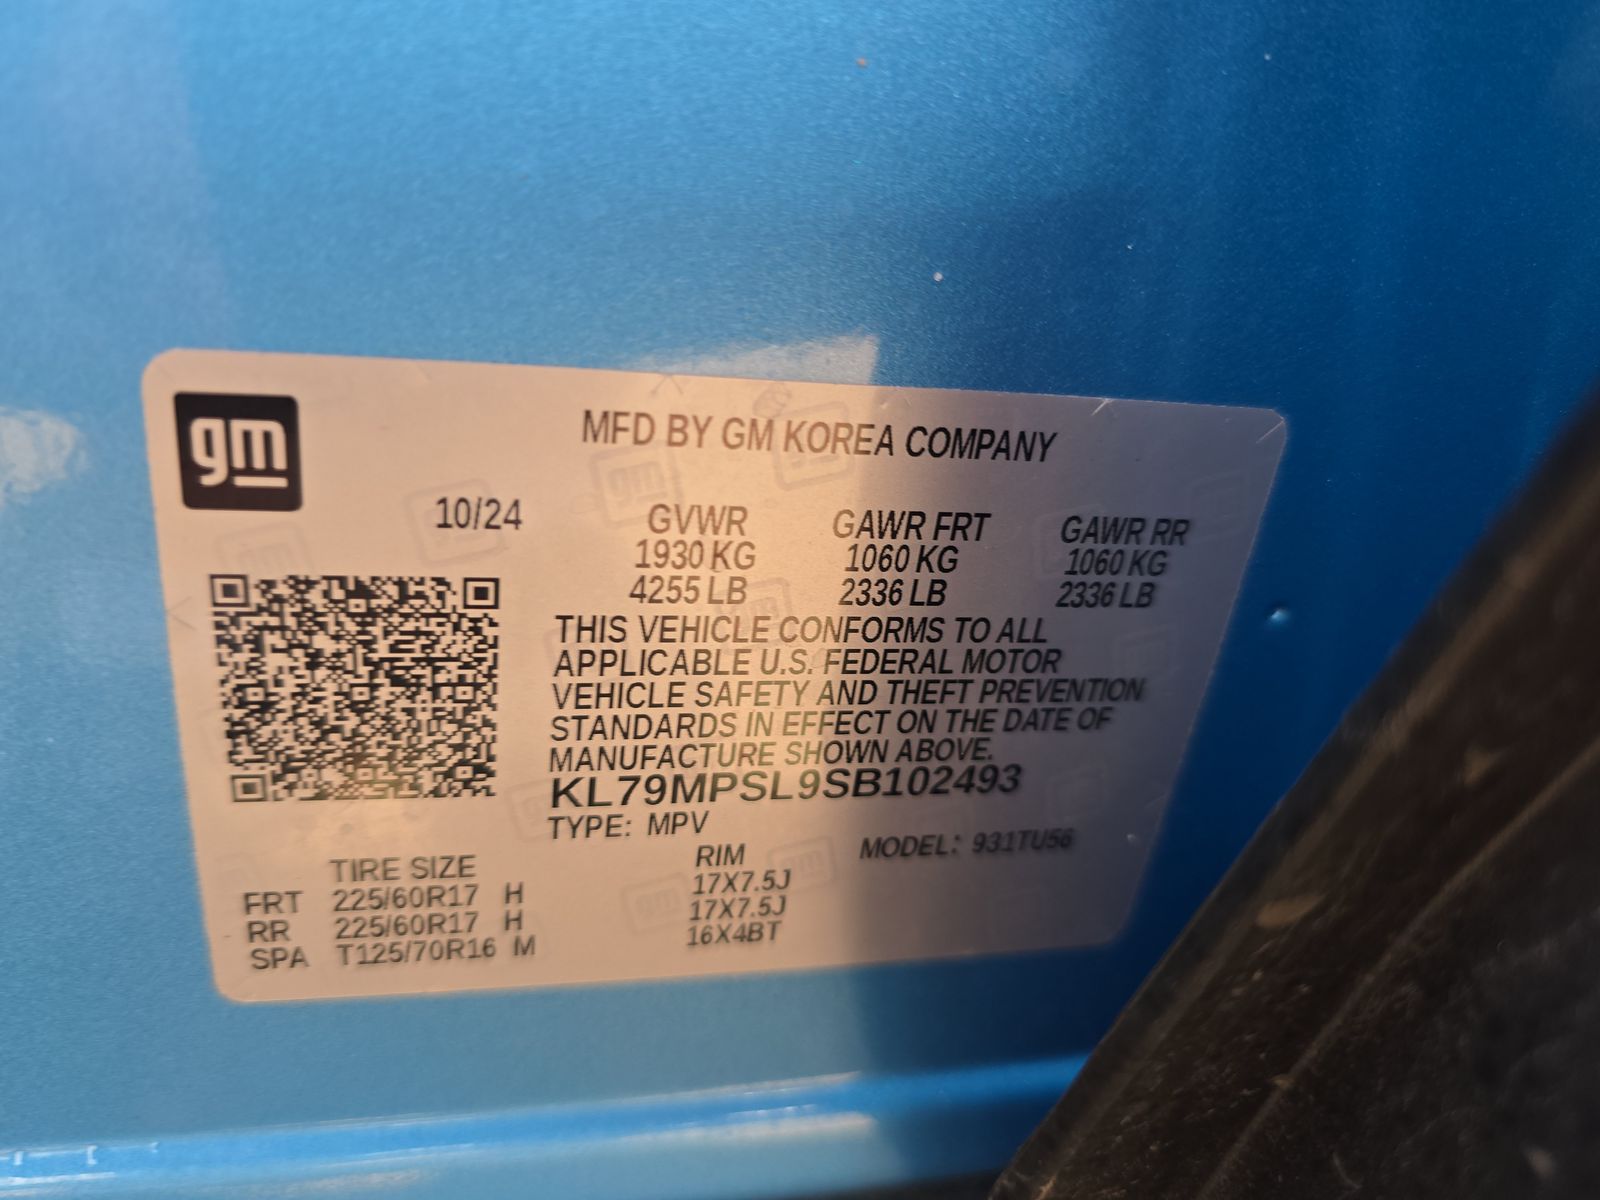 gm
MFD BY GM KOREA COMPANY
10/24 GVWR GAWR FRT GAWR RR
1930 KG 1060 KG 1060 KG
4255 LB 2336 LB 2336 LB
THIS VEHICLE CONFORMS TO ALL
APPLICABLE U.S. FEDERAL MOTOR
VEHICLE SAFETY AND THEFT PREVENTION
STANDARDS IN EFFECT ON THE DATE OF
MANUFACTURE SHOWN ABOVE.
KL79MPSL9SB102493
TYPE: MPV MODEL: 931TU56
TIRE SIZE RIM
FRT 225/60R17 H 17X7.5J
RR 225/60R17 H 17X7.5J
SPA T125/70R16 M 16X4BT